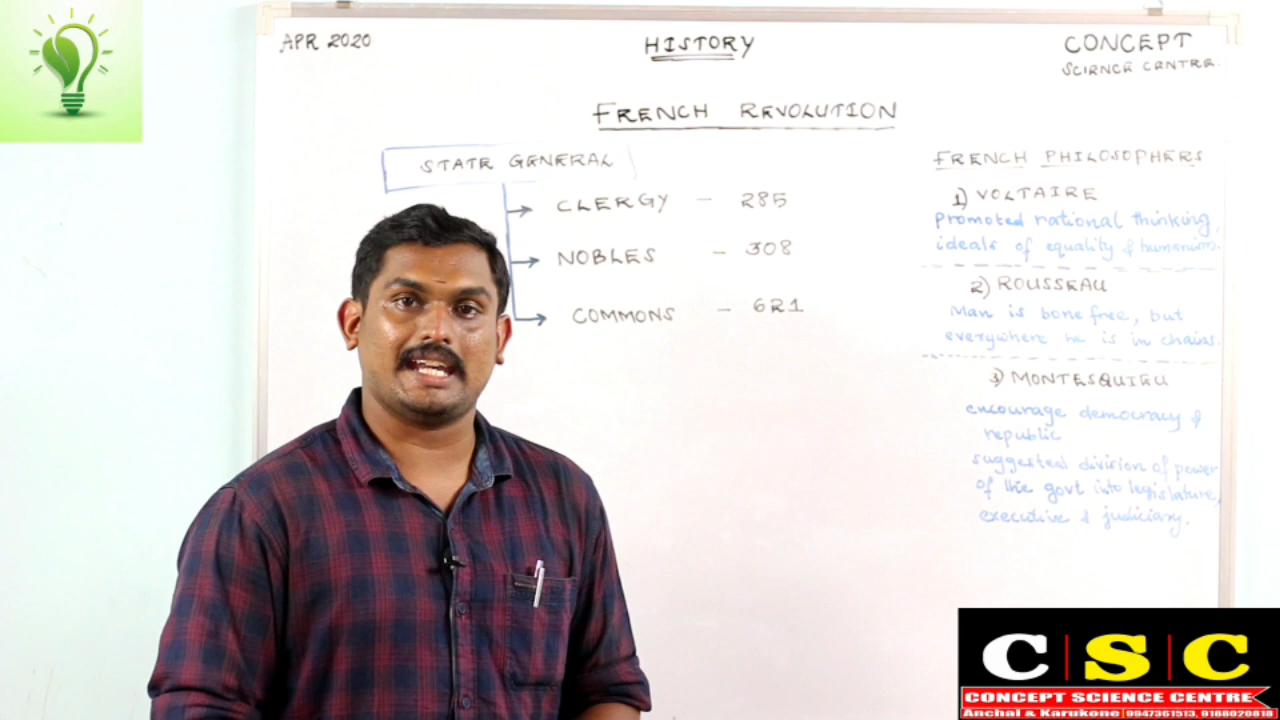 APR 2020
HISTORY
CONCEPT
SCIENCE CENTRE.
FRENCH REVOLUTION
STATE GENERAL
CLERGY - 285
NOBLES - 308
COMMONS - 621
FRENCH PHILOSOPHERS
1) VOLTAIRE
promoted rational thinking,
ideals of equality & humanism.
2) ROUSSEAU
Man is bone free, but
everywhere he is in chains.
3) MONTESQUIEU
encourage democracy &
republic
suggested division of power
of the govt into legislature,
executive & judiciary.
C|S|C
CONCEPT SCIENCE CENTRE
Anchal & Karukone | 9947361513, 9188020818